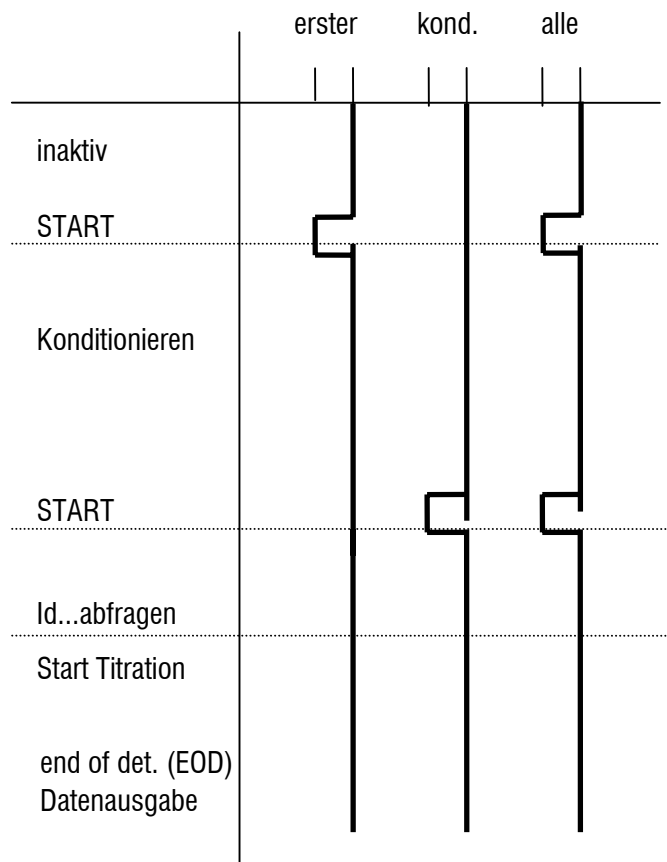 erster kond. alle
inaktiv
START
Konditionieren
START
Id...abfragen
Start Titration
end of det. (EOD)
Datenausgabe